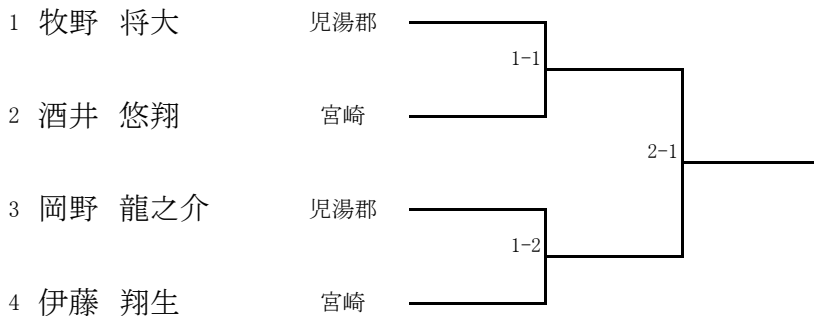 1 牧野 将大 児湯郡
1-1
2 酒井 悠翔 宮崎
2-1
3 岡野 龍之介 児湯郡
1-2
4 伊藤 翔生 宮崎